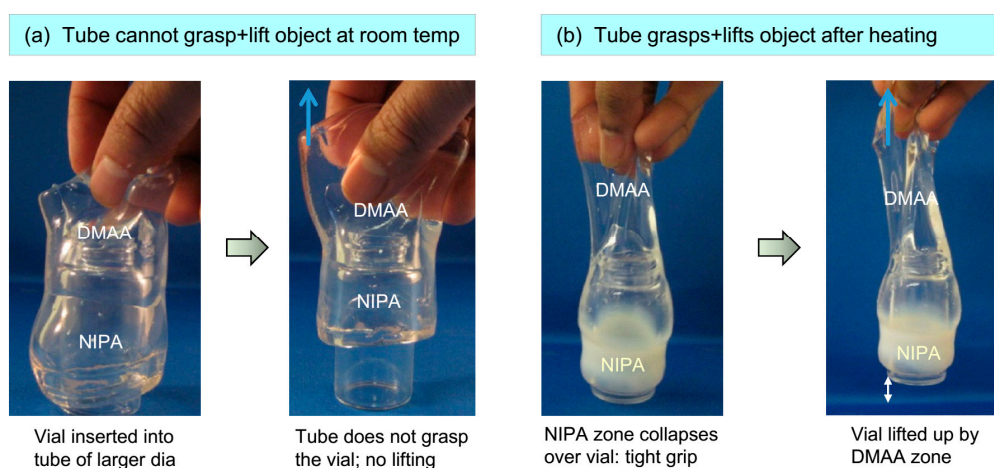 (a) Tube cannot grasp+lift object at room temp
(b) Tube grasps+lifts object after heating
DMAA
NIPA
DMAA
NIPA
DMAA
NIPA
DMAA
NIPA
Vial inserted into
tube of larger dia
Tube does not grasp
the vial; no lifting
NIPA zone collapses
over vial: tight grip
Vial lifted up by
DMAA zone